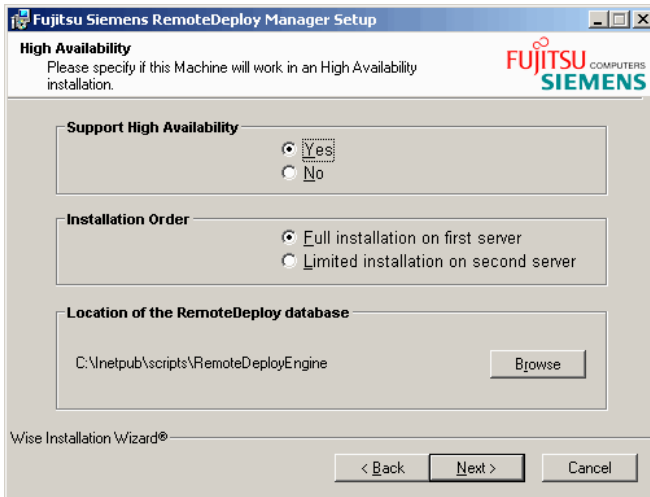 Fujitsu Siemens RemoteDeploy Manager Setup
High Availability
Please specify if this Machine will work in an High Availability
installation.
FUJITSU COMPUTERS
SIEMENS
Support High Availability
Yes
No
Installation Order
Full installation on first server
Limited installation on second server
Location of the RemoteDeploy database
C:\Inetpub\scripts\RemoteDeployEngine
Browse
Wise Installation Wizard®
< Back
Next >
Cancel